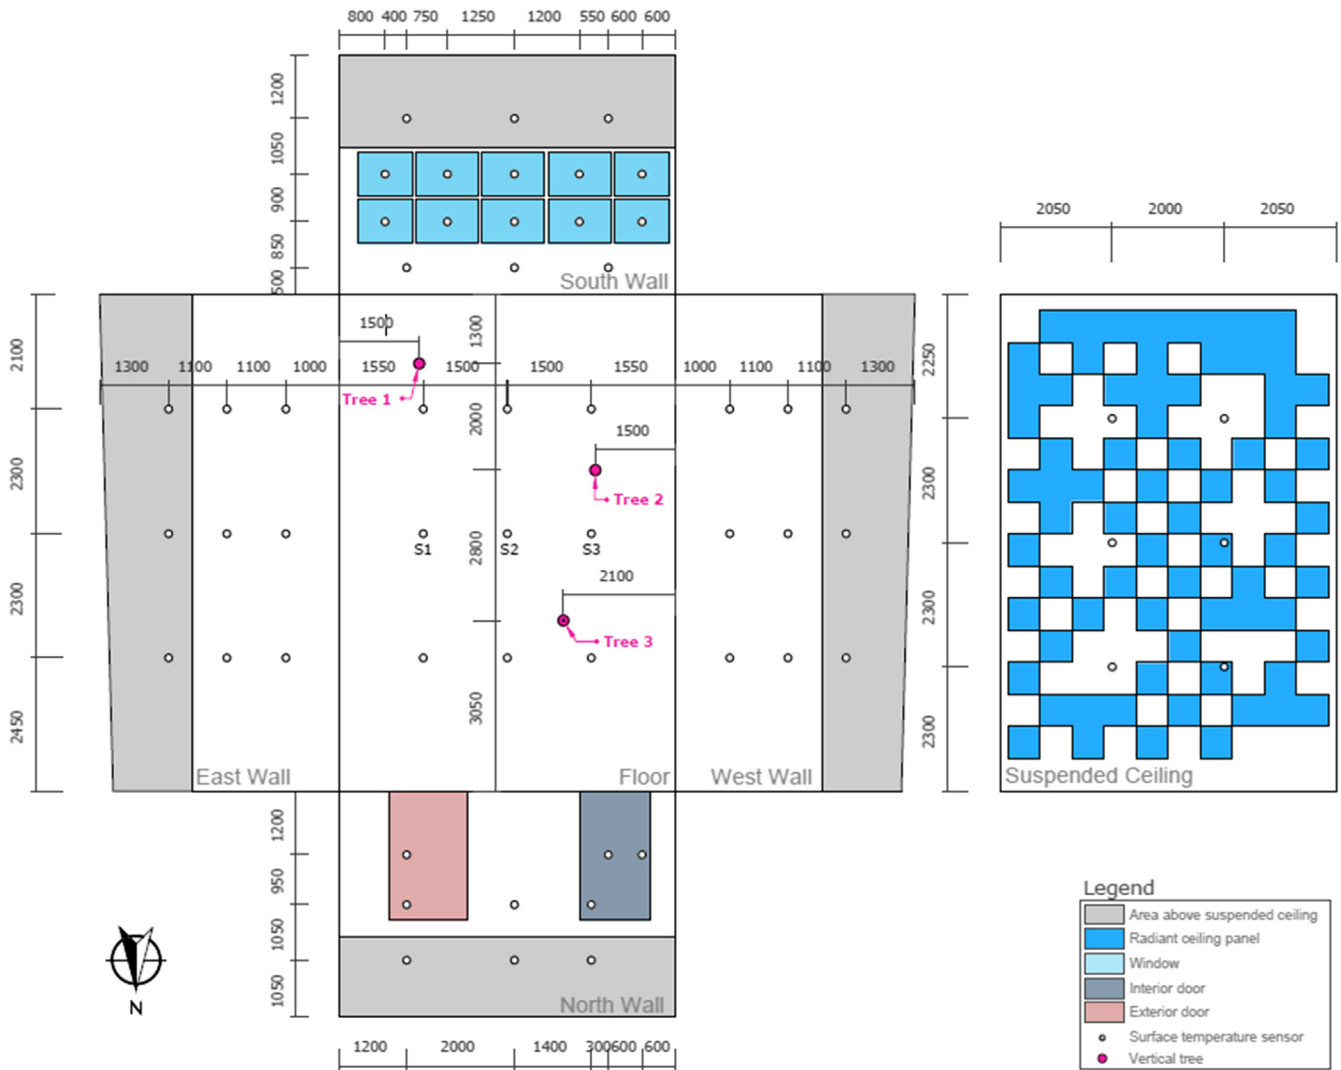 800 400 750 1250 1200 550 600 600
1200
1050
900
850
500
South Wall
2050 2000 2050
2100
2300
2300
2450
1300 1100 1100 1000
1500
1550 1500
1300
2000
2800
3050
1500 1550
1000 1100 1100 1300
Tree 1
1500
Tree 2
S1 S2 S3
2100
Tree 3
East Wall
Floor
West Wall
2250
2300
2300
2300
Suspended Ceiling
1200
950
1050
1050
North Wall
1200 2000 1400 300 600 600
N
Legend
Area above suspended ceiling
Radiant ceiling panel
Window
Interior door
Exterior door
Surface temperature sensor
Vertical tree